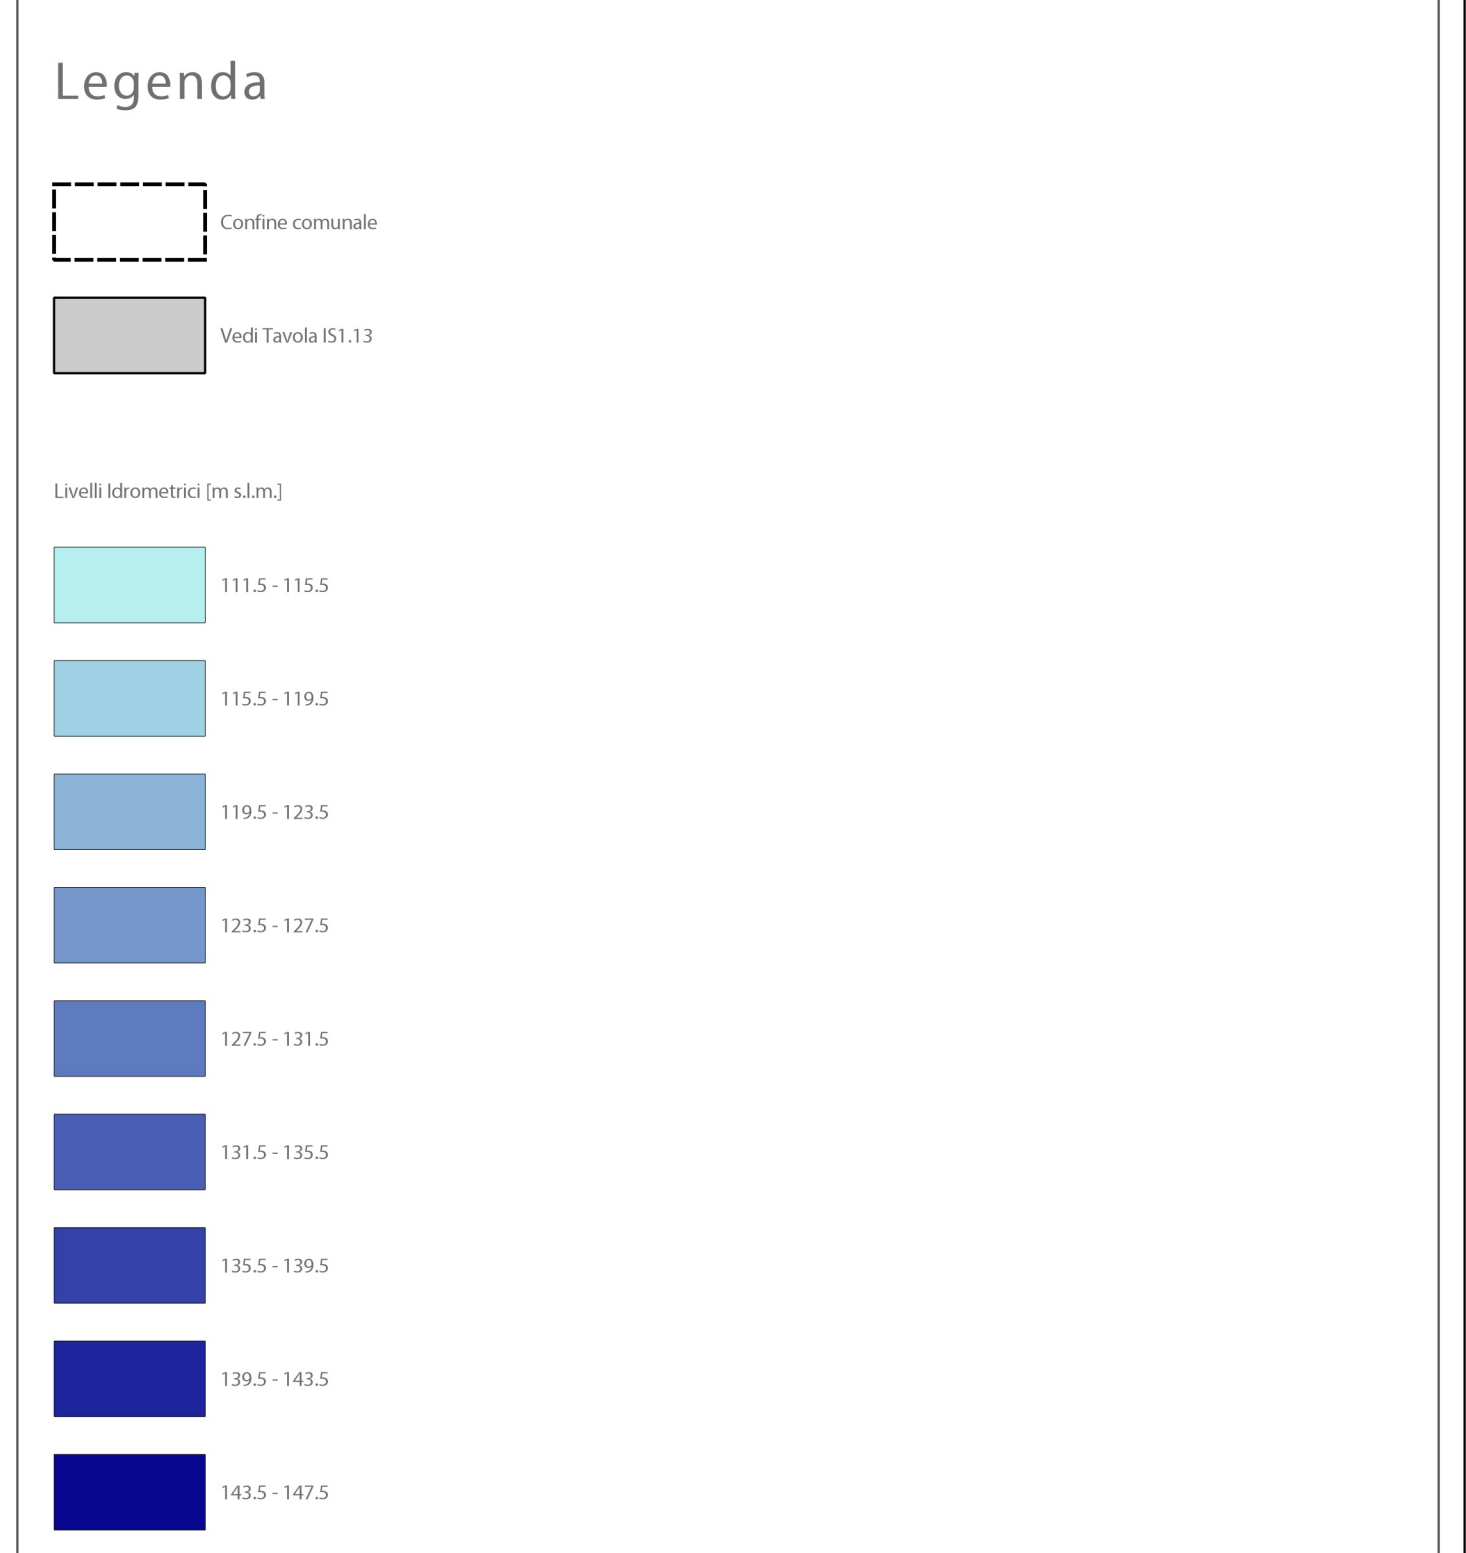 Legenda
Confine comunale
Vedi Tavola IS1.13
Livelli Idrometrici [m s.l.m.]
111.5 - 115.5
115.5 - 119.5
119.5 - 123.5
123.5 - 127.5
127.5 - 131.5
131.5 - 135.5
135.5 - 139.5
139.5 - 143.5
143.5 - 147.5